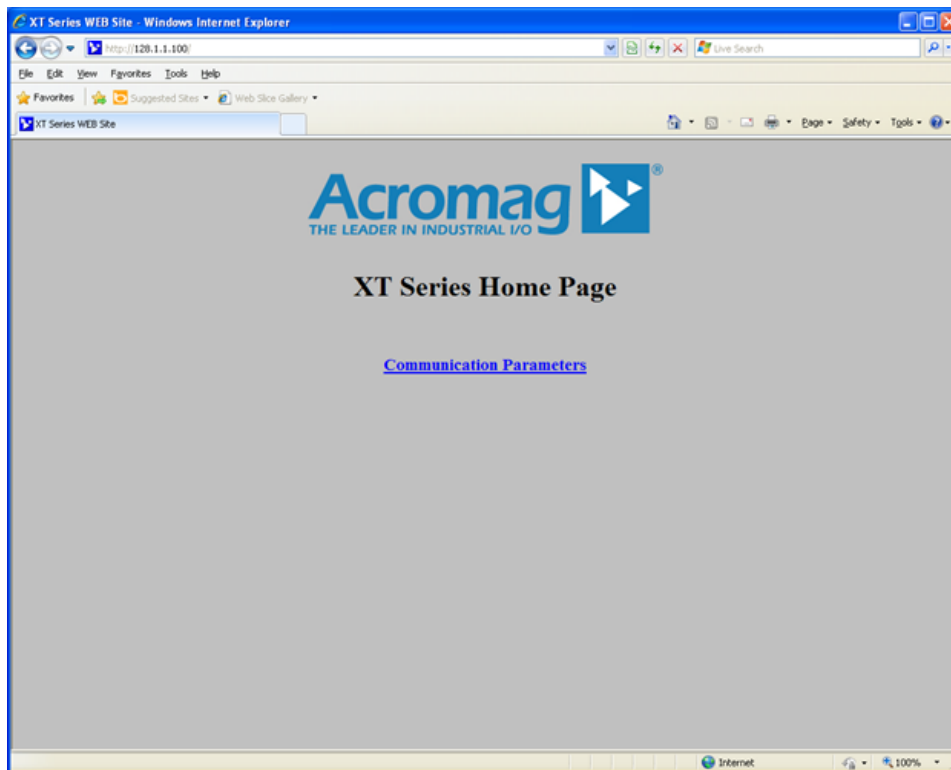 XT Series WEB Site - Windows Internet Explorer
http://128.1.1.100/
Live Search
File Edit View Favorites Tools Help
Favorites Suggested Sites Web Slice Gallery
XT Series WEB Site Page Safety Tools
Acromag ®
THE LEADER IN INDUSTRIAL I/O
XT Series Home Page
Communication Parameters
Internet 100%